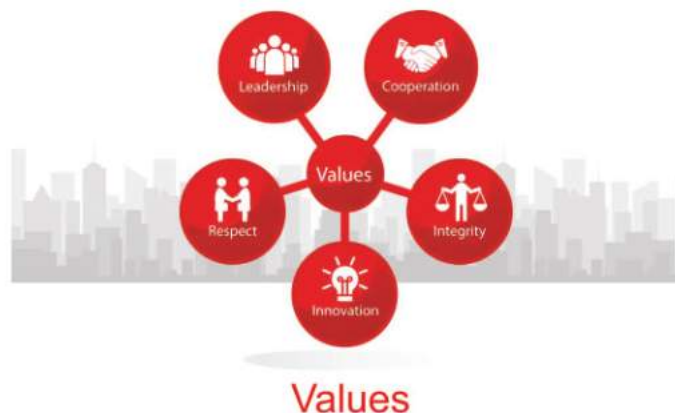 Leadership
Cooperation
Values
Respect
Integrity
Innovation
Values